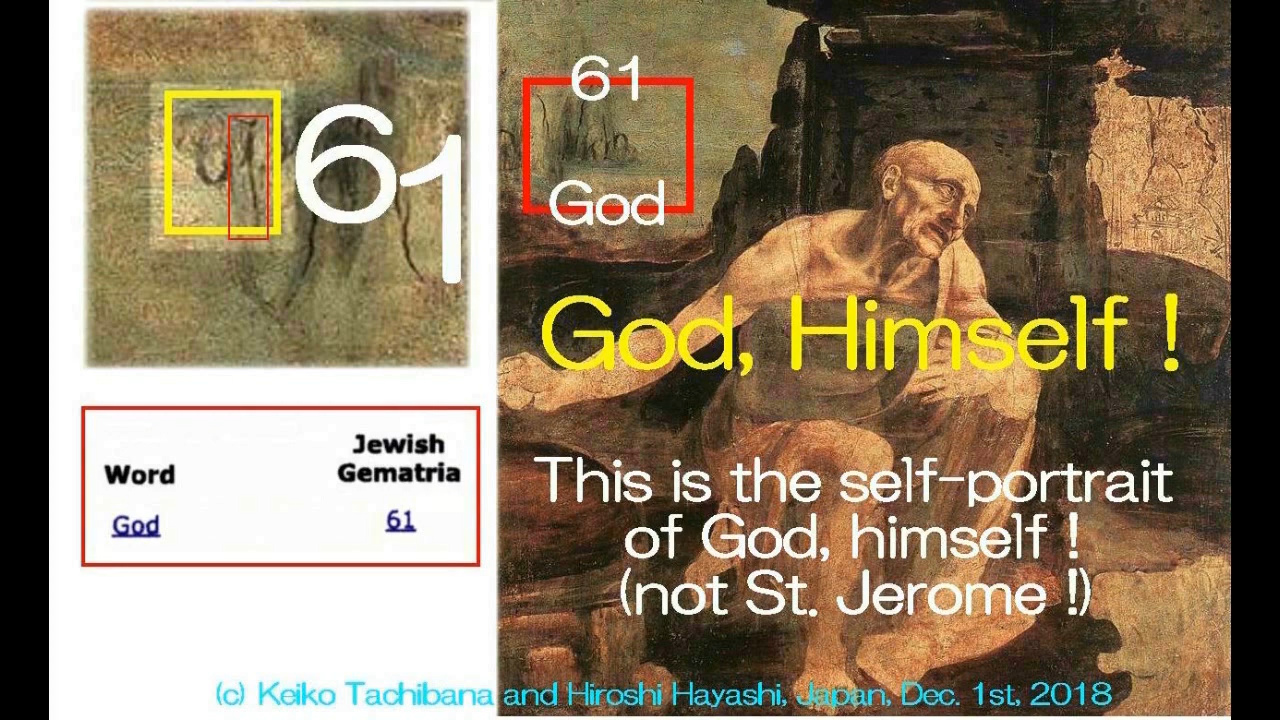 61
61
God
God, Himself !
Word Jewish Gematria
God 61
This is the self-portrait
of God, himself !
(not St. Jerome !)
(c) Keiko Tachibana and Hiroshi Hayashi, Japan, Dec. 1st, 2018